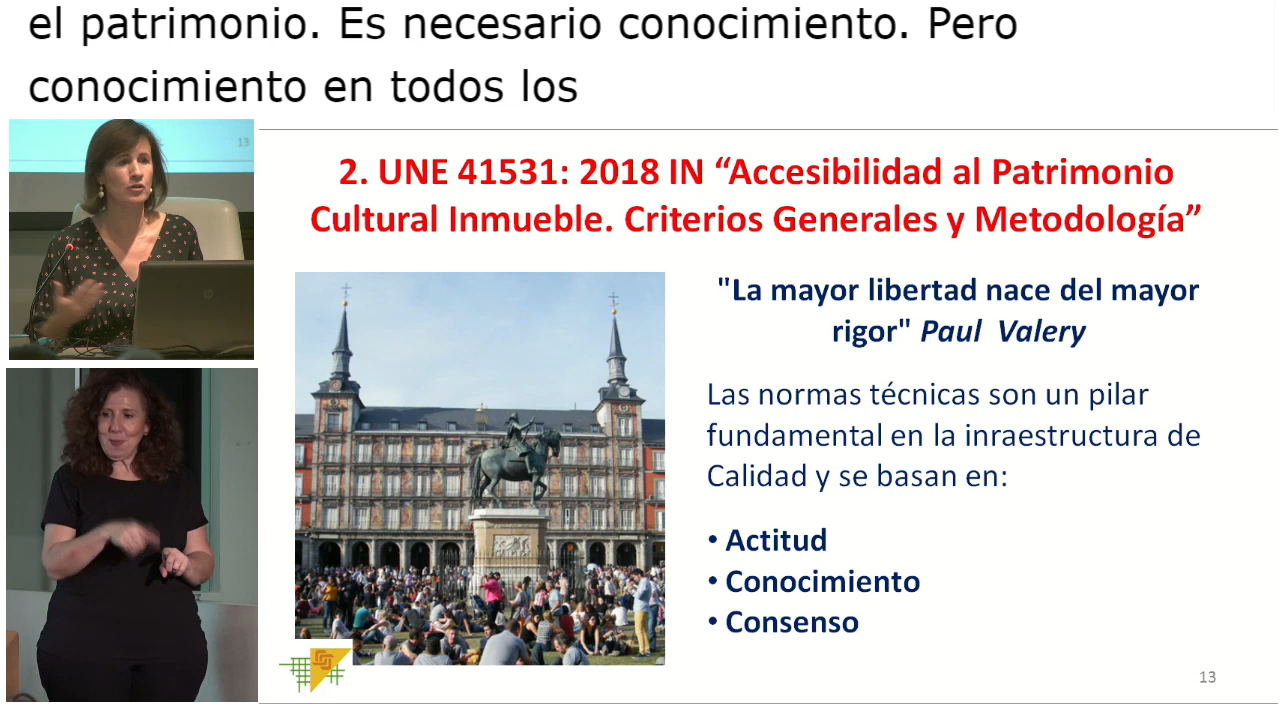 el patrimonio. Es necesario conocimiento. Pero
conocimiento en todos los
13
2. UNE 41531: 2018 IN “Accesibilidad al Patrimonio
Cultural Inmueble. Criterios Generales y Metodología”
"La mayor libertad nace del mayor
rigor" Paul Valery
Las normas técnicas son un pilar
fundamental en la inraestructura de
Calidad y se basan en:
• Actitud
• Conocimiento
• Consenso
13